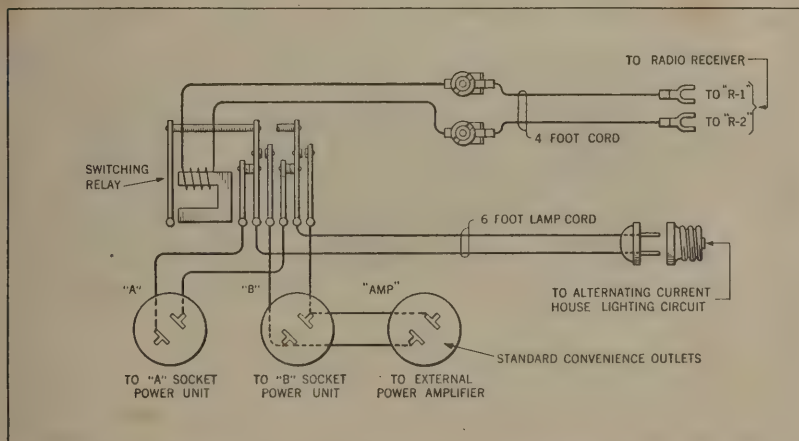 TO RADIO RECEIVER
TO "R-1"
TO "R-2"
4 FOOT CORD
SWITCHING
RELAY
6 FOOT LAMP CORD
"A"
"B"
"AMP"
TO ALTERNATING CURRENT
HOUSE LIGHTING CIRCUIT
STANDARD CONVENIENCE OUTLETS
TO "A" SOCKET
POWER UNIT
TO "B" SOCKET
POWER UNIT
TO EXTERNAL
POWER AMPLIFIER